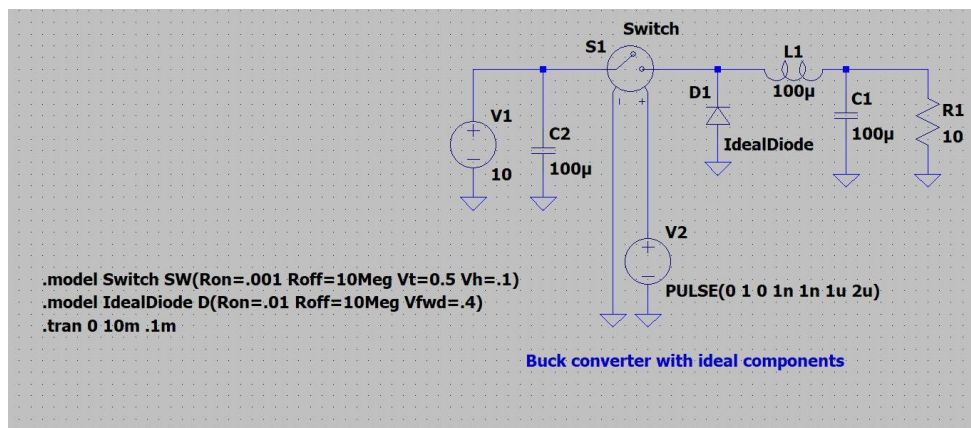 Switch
S1
L1
D1
100µ
C1
V1
R1
C2
IdealDiode
100µ
10
10
100µ
V2
.model Switch SW(Ron=.001 Roff=10Meg Vt=0.5 Vh=.1)
PULSE(0 1 0 1n 1n 1u 2u)
.model IdealDiode D(Ron=.01 Roff=10Meg Vfwd=.4)
.tran 0 10m .1m
Buck converter with ideal components